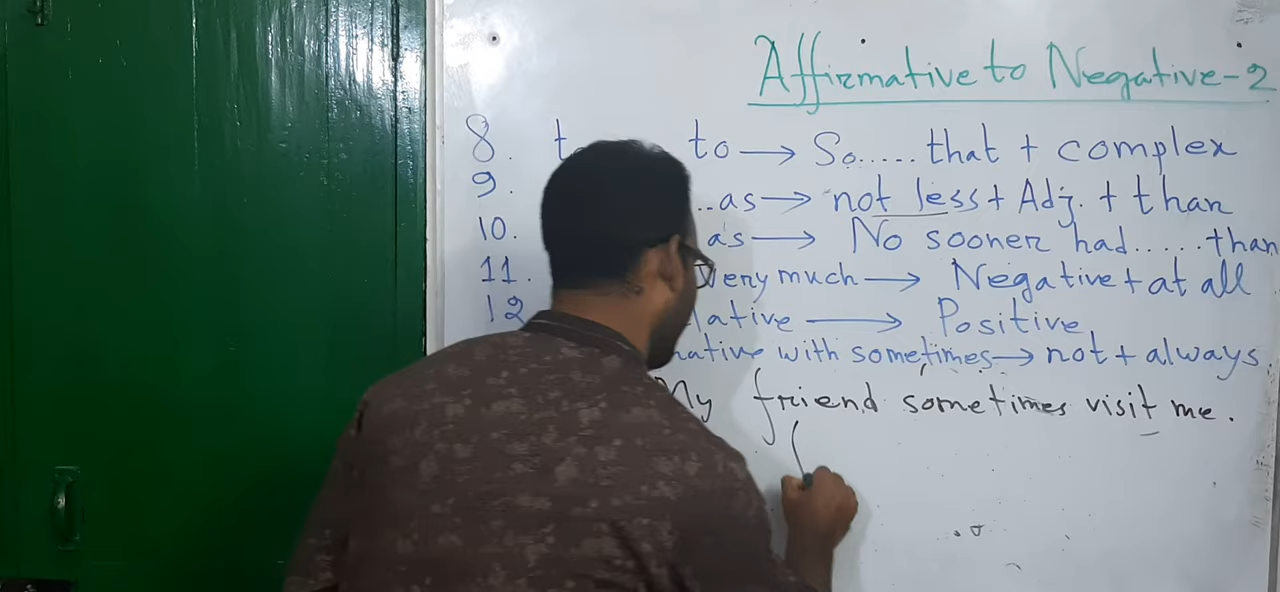 Affirmative to Negative-2
8. to → So..... that + complex
9. ..as → not less + Adj. + than
10. as → No sooner had.....than
11. very much → Negative + at all
12 → Positive
with sometimes → not + always
My friend sometimes visit me.